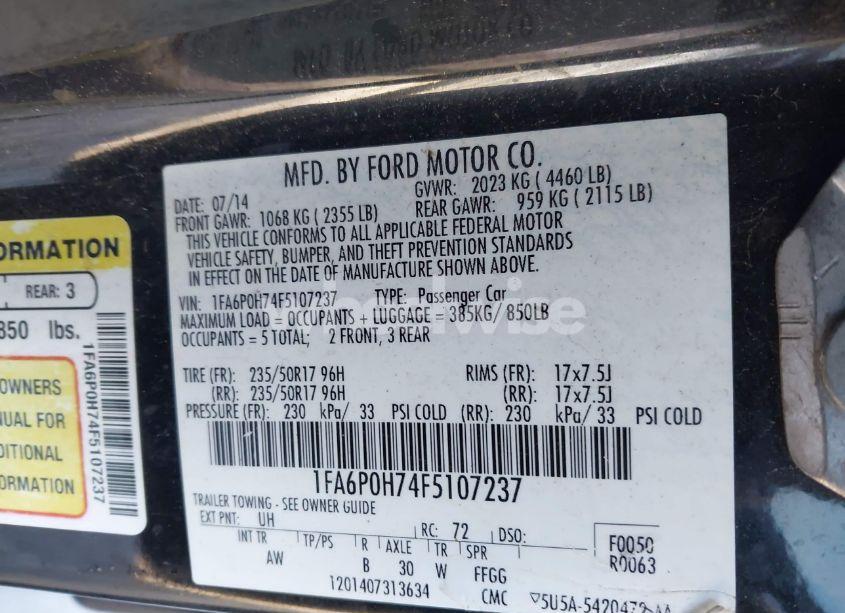 MFD. BY FORD MOTOR CO.
DATE: 07/14 GVWR: 2023 KG ( 4460 LB)
FRONT GAWR: 1068 KG ( 2355 LB) REAR GAWR: 959 KG ( 2115 LB)
THIS VEHICLE CONFORMS TO ALL APPLICABLE FEDERAL MOTOR
VEHICLE SAFETY, BUMPER, AND THEFT PREVENTION STANDARDS
IN EFFECT ON THE DATE OF MANUFACTURE SHOWN ABOVE.
VIN: 1FA6P0H74F5107237 TYPE: Passenger Car
MAXIMUM LOAD = OCCUPANTS + LUGGAGE = 385KG/ 850LB
OCCUPANTS = 5 TOTAL; 2 FRONT, 3 REAR
TIRE (FR): 235/50R17 96H RIMS (FR): 17x7.5J
(RR): 235/50R17 96H (RR): 17x7.5J
PRESSURE (FR): 230 kPa/ 33 PSI COLD (RR): 230 kPa/ 33 PSI COLD
1FA6P0H74F5107237
TRAILER TOWING - SEE OWNER GUIDE
EXT PNT: UH RC: 72 DSO: F0050
INT TR TP/PS R AXLE TR SPR R0063
AW B 30 W FFGG
1201407313634 CMC
ORMATION
REAR: 3
850 lbs.
OWNERS
NUAL FOR
DITIONAL
ORMATION
1FA6P0H74F5107237